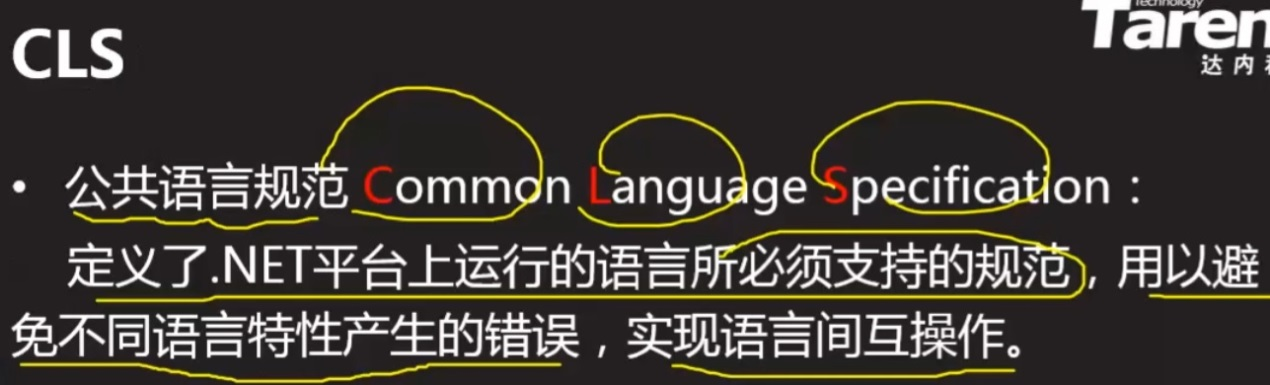 CLS
Technology
Taren
达内科
• 公共语言规范 Common Language Specification：
定义了.NET平台上运行的语言所必须支持的规范，用以避
免不同语言特性产生的错误，实现语言间互操作。